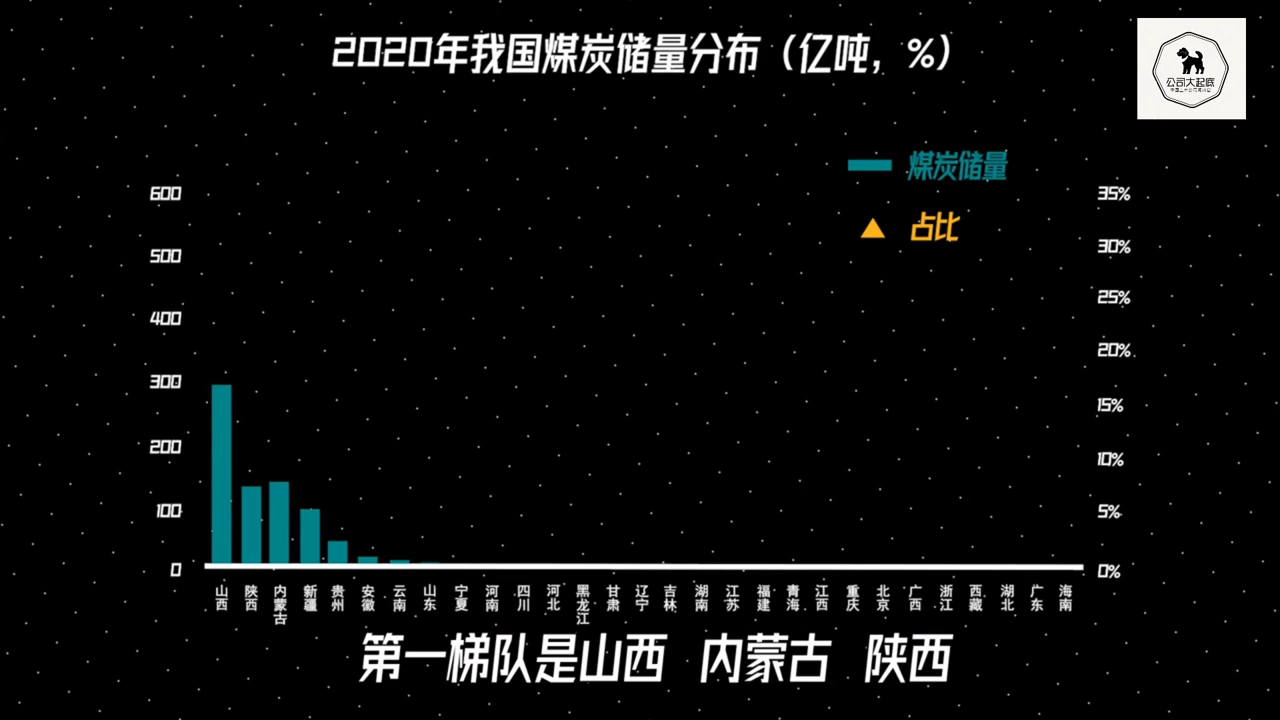 2020年我国煤炭储量分布（亿吨，%）
公司大起底
煤炭储量
占比
600
500
400
300
200
100
0
35%
30%
25%
20%
15%
10%
5%
0%
山西
陕西
内蒙古
新疆
贵州
安徽
云南
山东
宁夏
河南
四川
河北
黑龙江
甘肃
辽宁
吉林
湖南
江苏
福建
青海
江西
重庆
北京
广西
浙江
西藏
湖北
广东
海南
第一梯队是山西 内蒙古 陕西